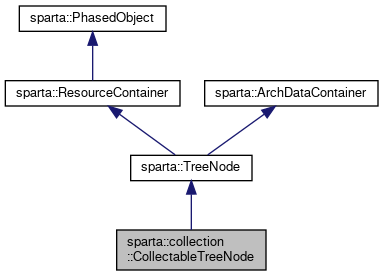 sparta::PhasedObject
sparta::ResourceContainer
sparta::ArchDataContainer
sparta::TreeNode
sparta::collection
::CollectableTreeNode